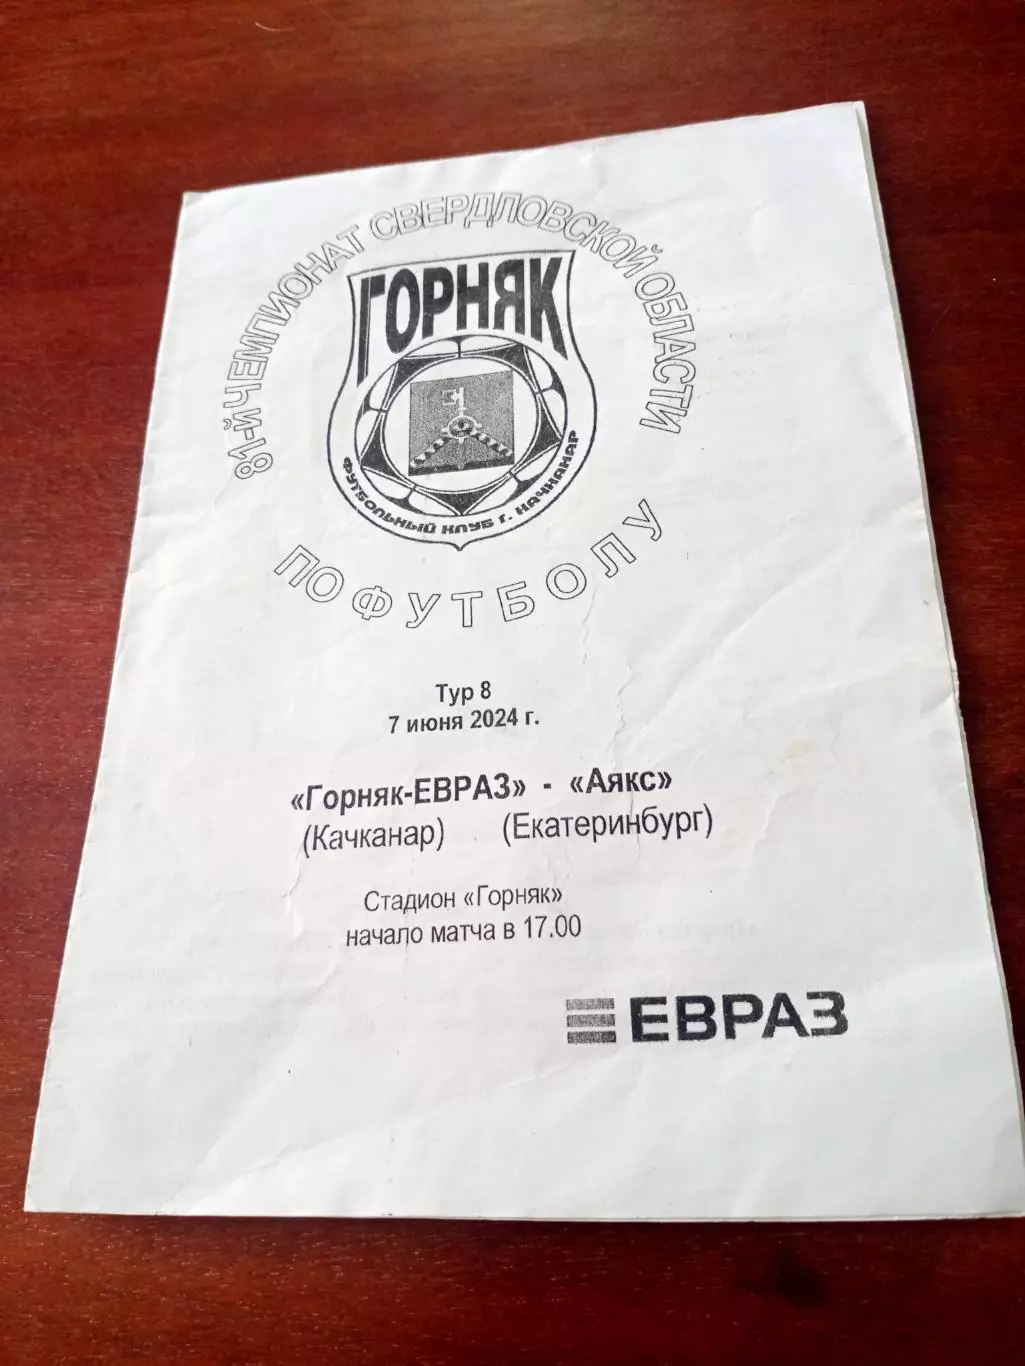 81-й ЧЕМПИОНАТ СВЕРДЛОВСКОЙ ОБЛАСТИ
ГОРНЯК
ФУТБОЛЬНЫЙ КЛУБ г. КАЧКАНАР
ПО ФУТБОЛУ
Тур 8
7 июня 2024 г.
«Горняк-ЕВРАЗ» - «Аякс»
(Качканар) (Екатеринбург)
Стадион «Горняк»
начало матча в 17.00
ЕВРАЗ